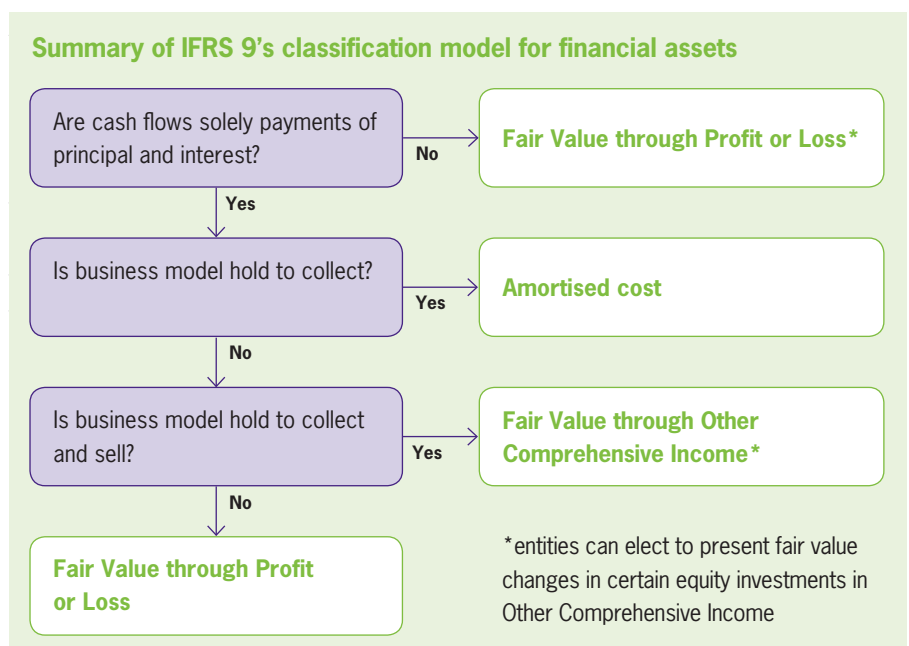 Summary of IFRS 9's classification model for financial assets
Are cash flows solely payments of
principal and interest?
No
Fair Value through Profit or Loss*
Yes
Is business model hold to collect?
Yes
Amortised cost
No
Is business model hold to collect
and sell?
Yes
Fair Value through Other
Comprehensive Income*
No
Fair Value through Profit
or Loss
*entities can elect to present fair value
changes in certain equity investments in
Other Comprehensive Income